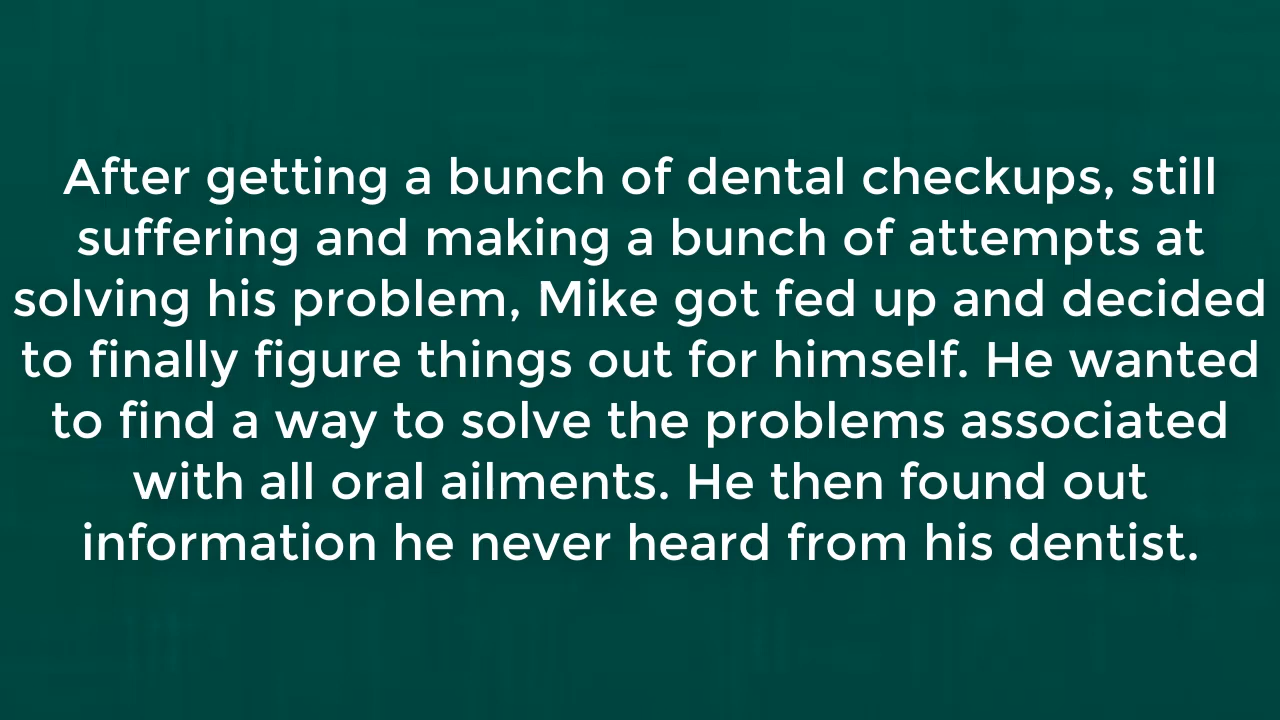 After getting a bunch of dental checkups, still
suffering and making a bunch of attempts at
solving his problem, Mike got fed up and decided
to finally figure things out for himself. He wanted
to find a way to solve the problems associated
with all oral ailments. He then found out
information he never heard from his dentist.